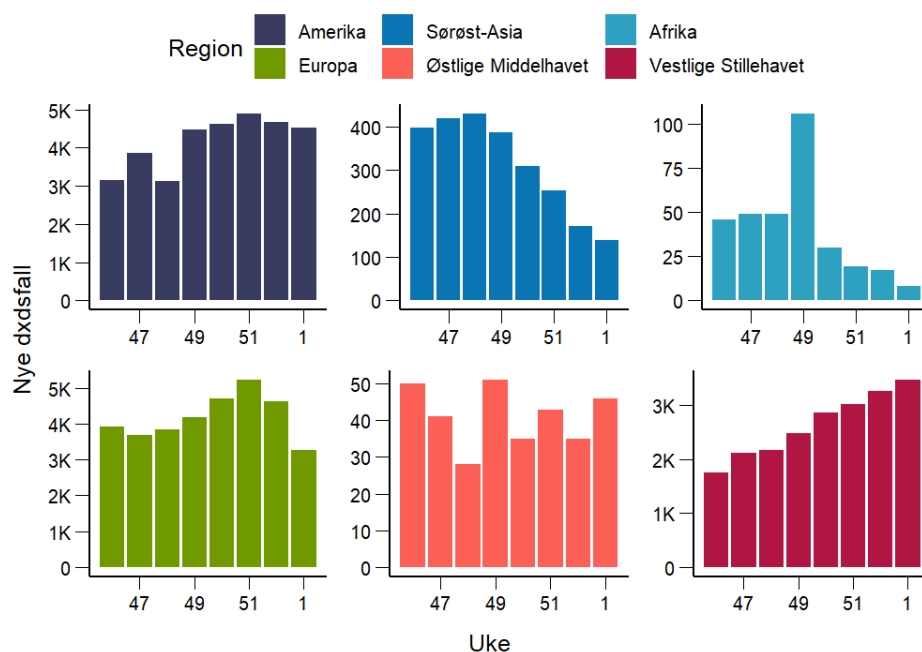 Region
Amerika Sørøst-Asia Afrika
Europa Østlige Middelhavet Vestlige Stillehavet
Nye dxdsfall
5K
4K
3K
2K
1K
0
47 49 51 1
400
300
200
100
0
47 49 51 1
100
75
50
25
0
47 49 51 1
5K
4K
3K
2K
1K
0
47 49 51 1
50
40
30
20
10
0
47 49 51 1
3K
2K
1K
0
47 49 51 1
Uke